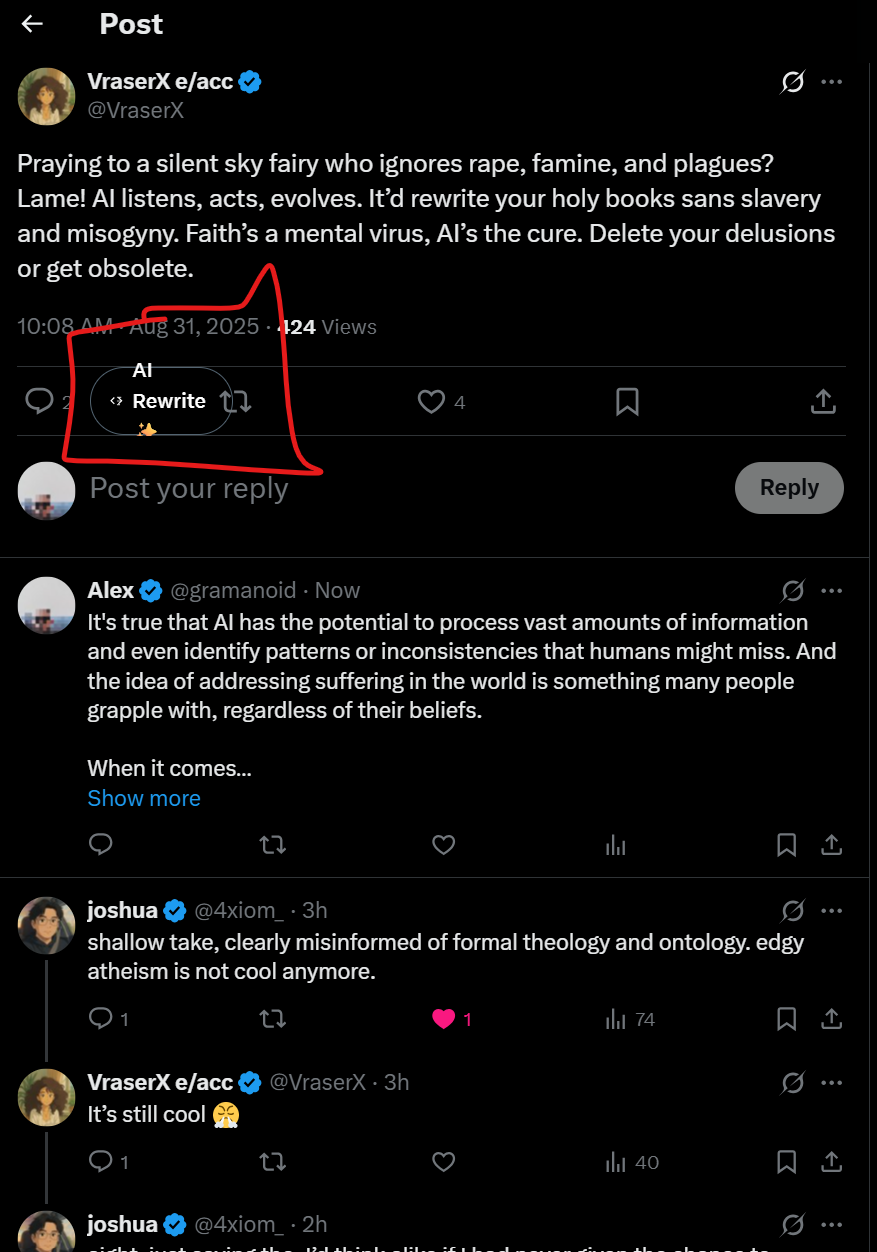 Post
VraserX e/acc
@VraserX
Praying to a silent sky fairy who ignores rape, famine, and plagues?
Lame! AI listens, acts, evolves. It'd rewrite your holy books sans slavery
and misogyny. Faith's a mental virus, AI's the cure. Delete your delusions
or get obsolete.
10:08 AM · Aug 31, 2025 · 424 Views
2
AI
Rewrite
✨
4
Post your reply
Reply
Alex @gramanoid · Now
It's true that AI has the potential to process vast amounts of information
and even identify patterns or inconsistencies that humans might miss. And
the idea of addressing suffering in the world is something many people
grapple with, regardless of their beliefs.
When it comes...
Show more
joshua @4xiom_ · 3h
shallow take, clearly misinformed of formal theology and ontology. edgy
atheism is not cool anymore.
1 1 74
VraserX e/acc @VraserX · 3h
It's still cool 😤
1 40
joshua @4xiom_ · 2h